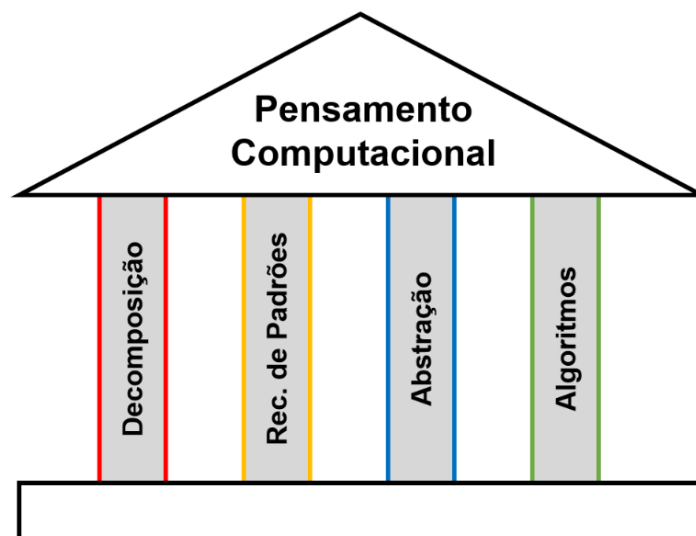 Pensamento
Computacional
Decomposição
Rec. de Padrões
Abstração
Algoritmos